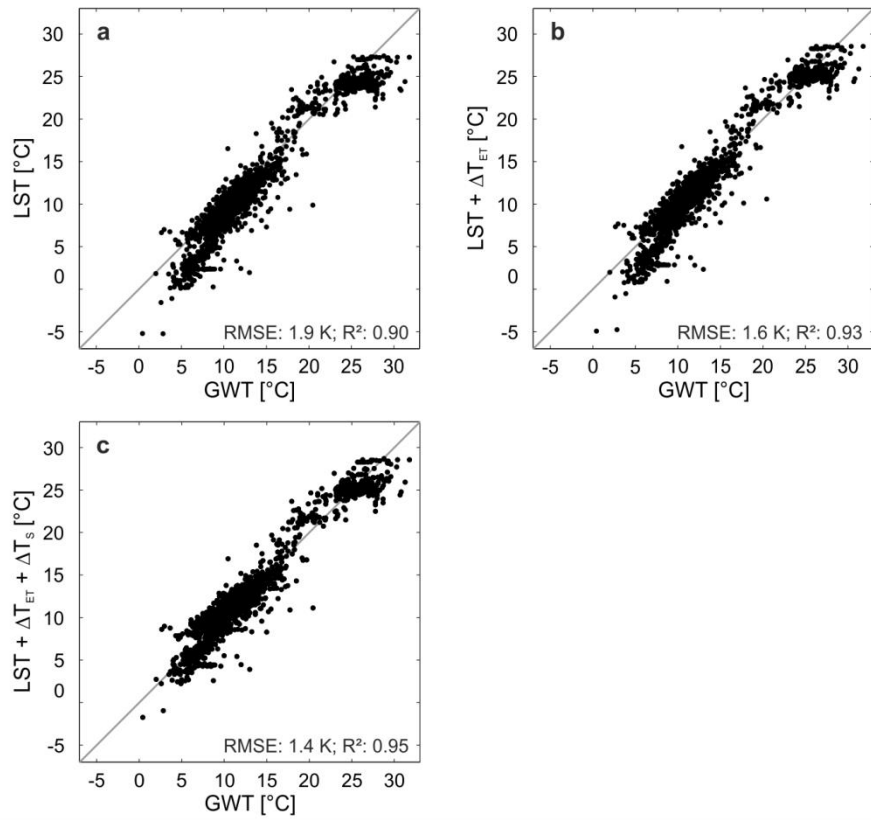 a
LST [°C]
30
25
20
15
10
5
0
-5
RMSE: 1.9 K; R²: 0.90
-5 0 5 10 15 20 25 30
GWT [°C]
b
LST + ΔT_ET [°C]
30
25
20
15
10
5
0
-5
RMSE: 1.6 K; R²: 0.93
-5 0 5 10 15 20 25 30
GWT [°C]
c
LST + ΔT_ET + ΔT_S [°C]
30
25
20
15
10
5
0
-5
RMSE: 1.4 K; R²: 0.95
-5 0 5 10 15 20 25 30
GWT [°C]